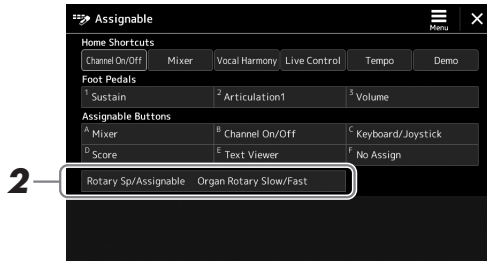 Assignable
Menu
Home Shortcuts
Channel On/Off Mixer Vocal Harmony Live Control Tempo Demo
Foot Pedals
1 Sustain 2 Articulation1 3 Volume
Assignable Buttons
A Mixer B Channel On/Off C Keyboard/Joystick
D Score E Text Viewer F No Assign
2 Rotary Sp/Assignable Organ Rotary Slow/Fast